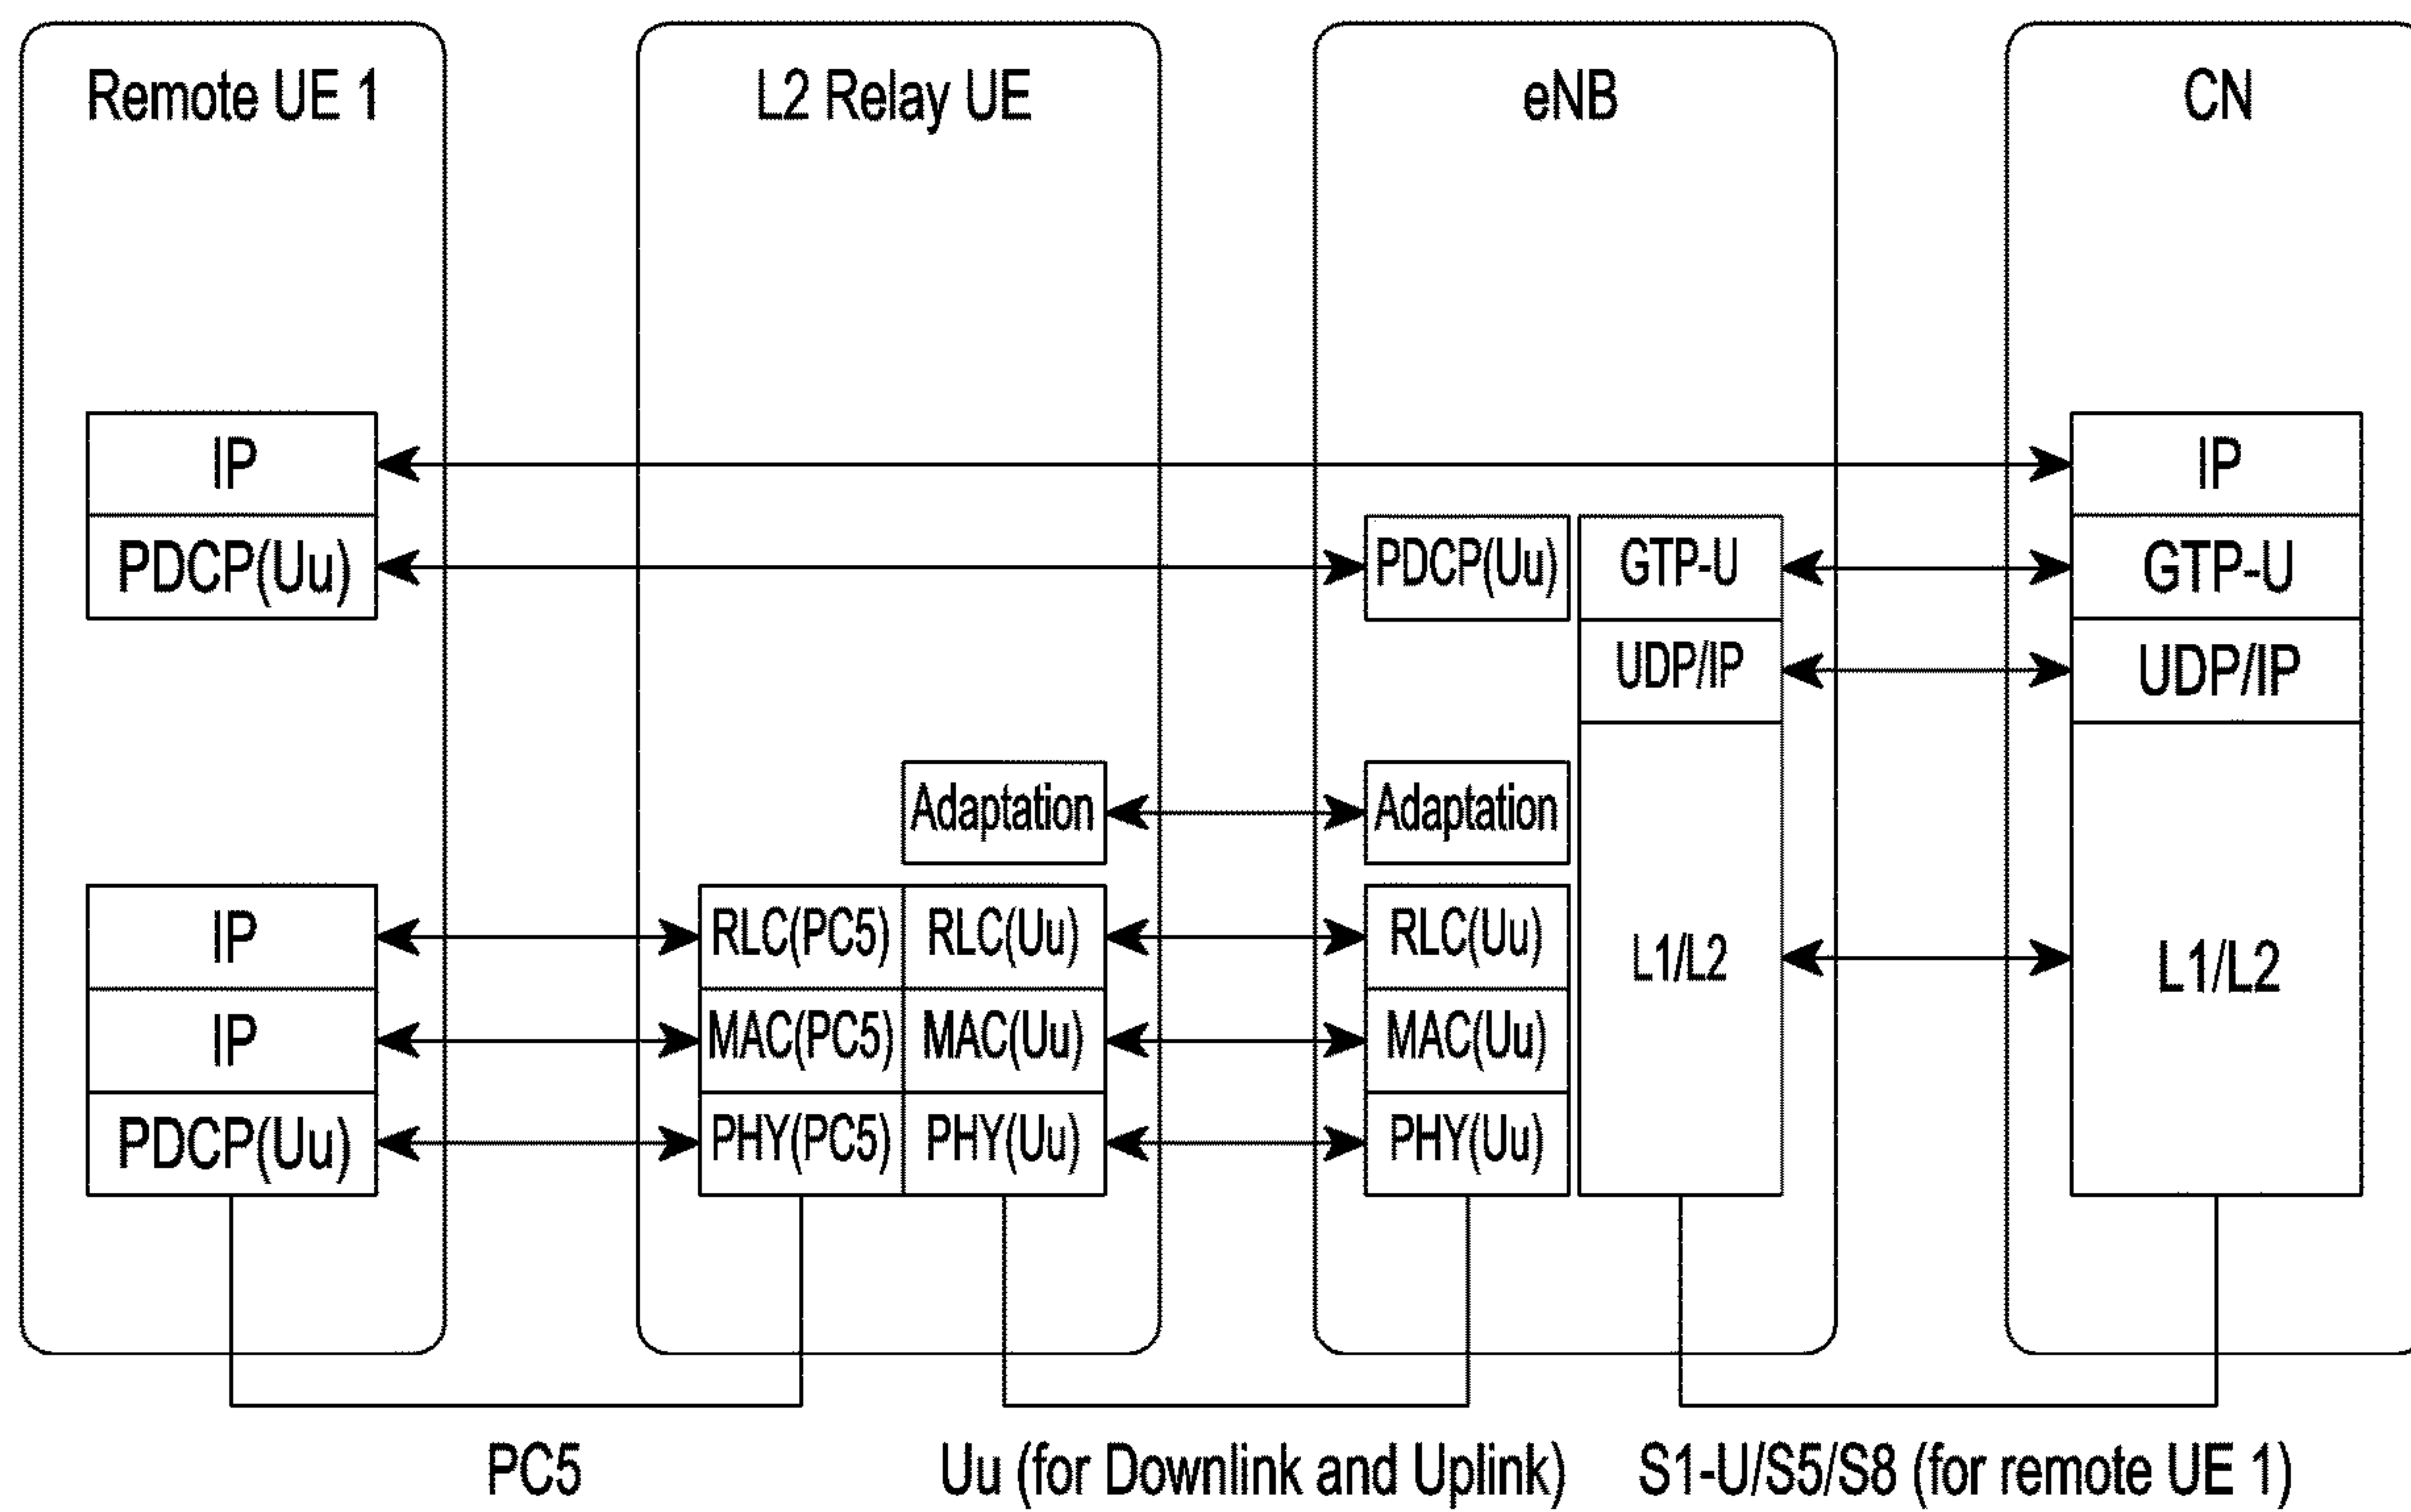 Remote UE 1
L2 Relay UE
eNB
CN
IP
IP
PDCP(Uu)
PDCP(Uu)
GTP-U
GTP-U
UDP/IP
UDP/IP
Adaptation
Adaptation
IP
RLC(PC5)
RLC(Uu)
RLC(Uu)
L1/L2
L1/L2
IP
MAC(PC5)
MAC(Uu)
MAC(Uu)
PDCP(Uu)
PHY(PC5)
PHY(Uu)
PHY(Uu)
PC5
Uu (for Downlink and Uplink)
S1-U/S5/S8 (for remote UE 1)